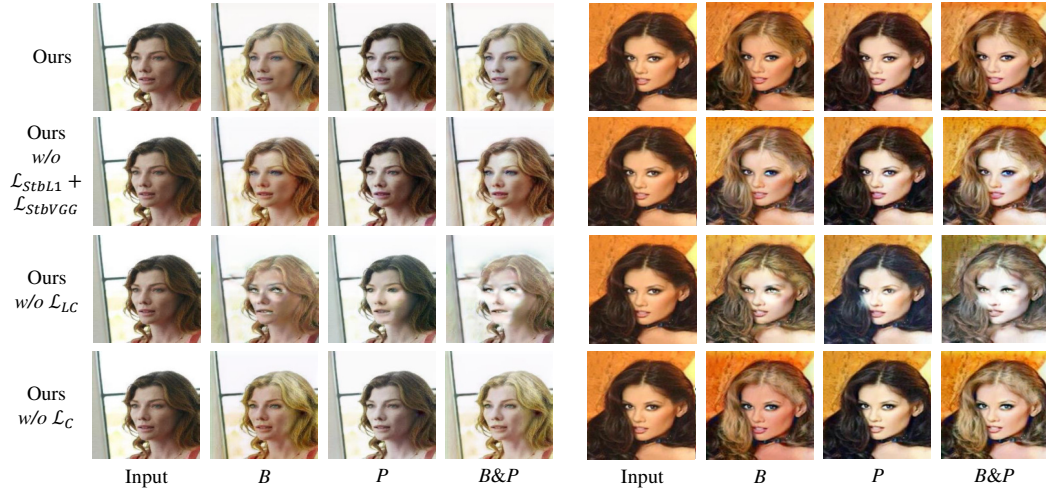 Ours
Ours
w/o
ℒ_StbL1 +
ℒ_StbVGG
Ours
w/o ℒ_LC
Ours
w/o ℒ_C
Input B P B&P Input B P B&P